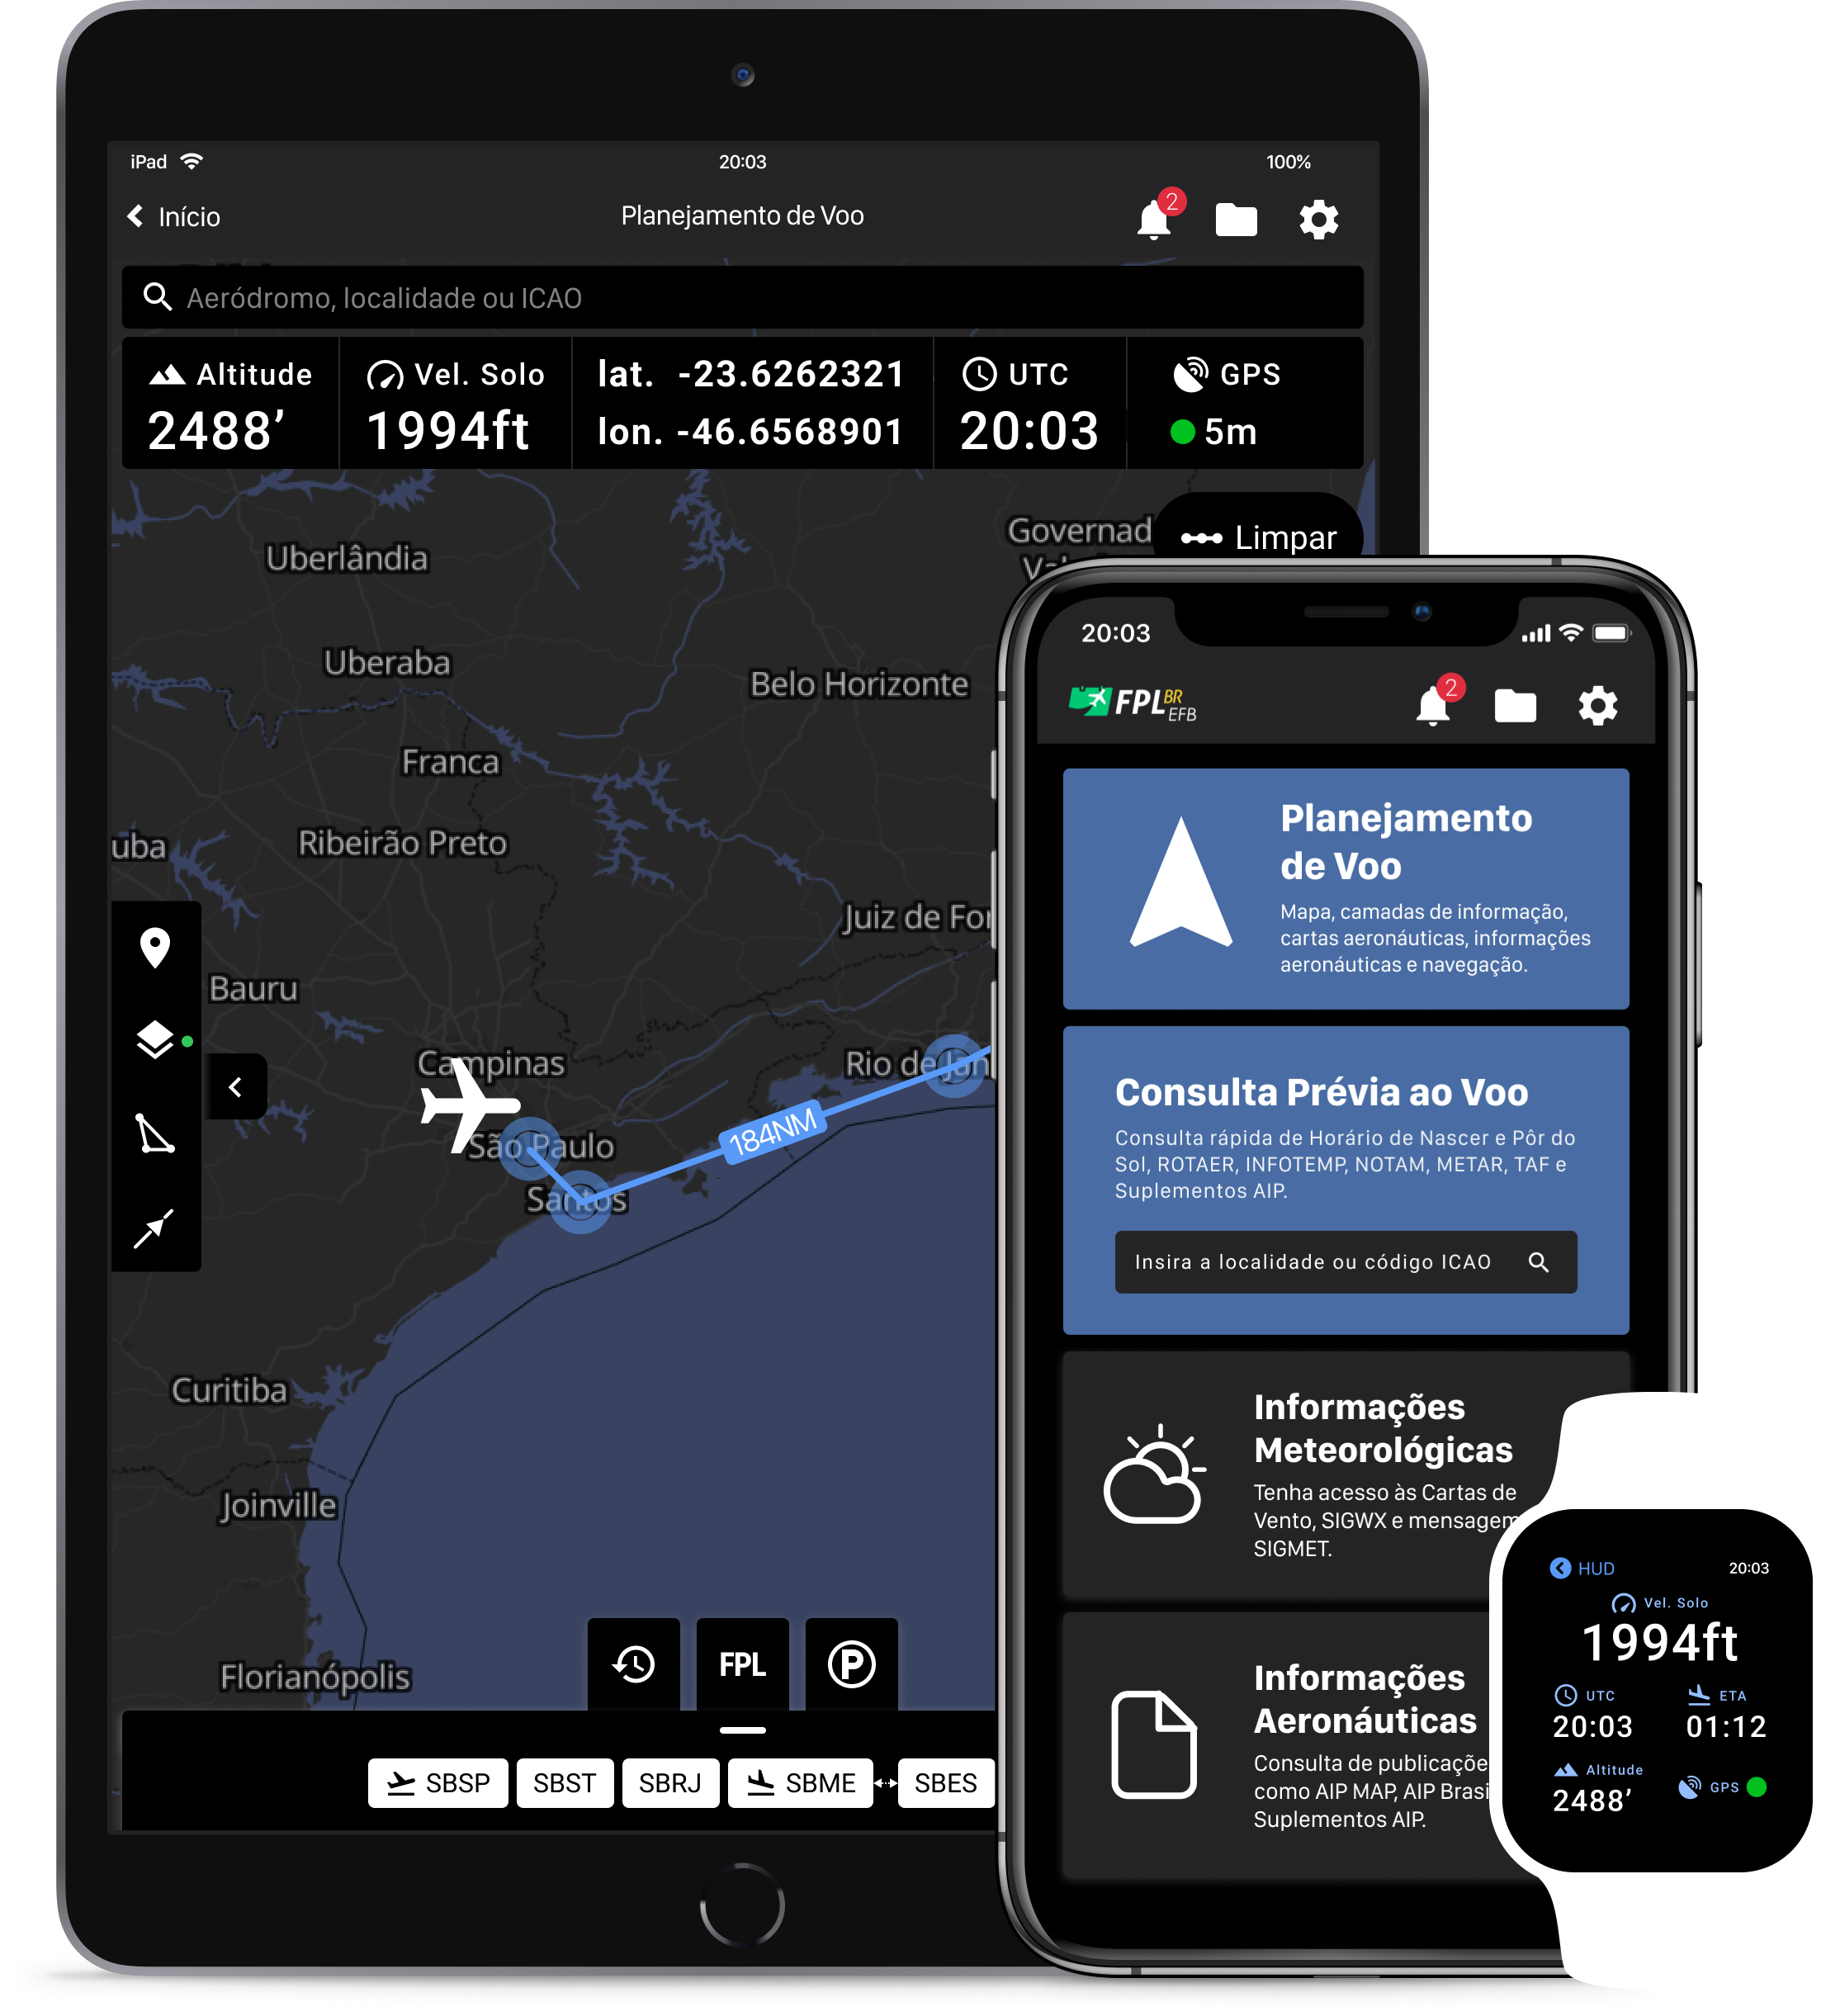 iPad
20:03
100%
Início
Planejamento de Voo
2
Aeródromo, localidade ou ICAO
Altitude
2488’
Vel. Solo
1994ft
lat. -23.6262321
lon. -46.6568901
UTC
20:03
GPS
5m
Limpar
Uberlândia
Governad
Uberaba
Belo Horizonte
Franca
uba
Ribeirão Preto
Juiz de For
Bauru
Campinas
Rio de Jan
184NM
São Paulo
Santos
Curitiba
Joinville
Florianópolis
FPL
P
SBSP
SBST
SBRJ
SBME
SBES
20:03
FPL BR
EFB
2
Planejamento
de Voo
Mapa, camadas de informação,
cartas aeronáuticas, informações
aeronáuticas e navegação.
Consulta Prévia ao Voo
Consulta rápida de Horário de Nascer e Pôr do
Sol, ROTAER, INFOTEMP, NOTAM, METAR, TAF e
Suplementos AIP.
Insira a localidade ou código ICAO
Informações
Meteorológicas
Tenha acesso às Cartas de
Vento, SIGWX e mensagem
SIGMET.
Informações
Aeronáuticas
Consulta de publicaçõe
como AIP MAP, AIP Brasi
Suplementos AIP.
HUD
20:03
Vel. Solo
1994ft
UTC
20:03
ETA
01:12
Altitude
2488’
GPS